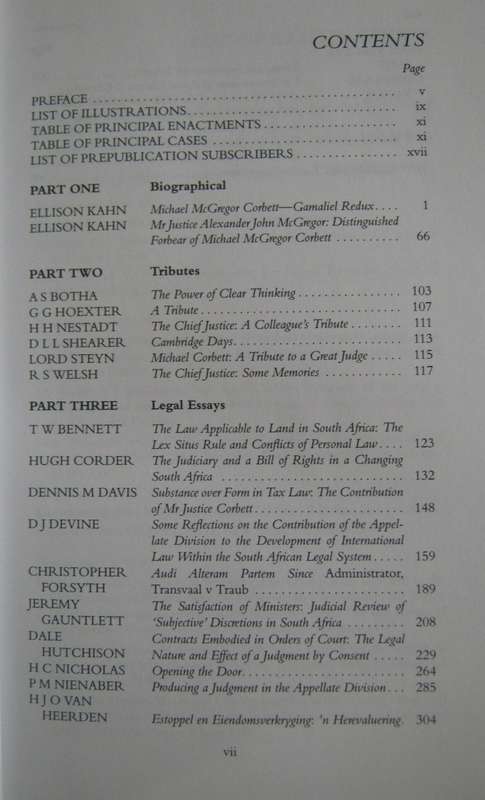 CONTENTS
Page
PREFACE . . . . . . . . . . . . . . . . . . . . v
LIST OF ILLUSTRATIONS . . . . . . . . . . . . . . . . . . . . ix
TABLE OF PRINCIPAL ENACTMENTS . . . . . . . . . . . . . . . . . . . . xi
TABLE OF PRINCIPAL CASES . . . . . . . . . . . . . . . . . . . . xi
LIST OF PREPUBLICATION SUBSCRIBERS . . . . . . . . . . . . . . . xvii
PART ONE Biographical
ELLISON KAHN Michael McGregor Corbett—Gamaliel Redux . . . . 1
ELLISON KAHN Mr Justice Alexander John McGregor: Distinguished
Forbear of Michael McGregor Corbett . . . . . . . . . . 66
PART TWO Tributes
A S BOTHA The Power of Clear Thinking . . . . . . . . . . . . . . . . 103
G G HOEXTER A Tribute . . . . . . . . . . . . . . . . . . . . 107
H H NESTADT The Chief Justice: A Colleague's Tribute . . . . . . . . 111
D L L SHEARER Cambridge Days . . . . . . . . . . . . . . . . . . . . 113
LORD STEYN Michael Corbett: A Tribute to a Great Judge . . . . . 115
R S WELSH The Chief Justice: Some Memories . . . . . . . . . . . . 117
PART THREE Legal Essays
T W BENNETT The Law Applicable to Land in South Africa: The
Lex Situs Rule and Conflicts of Personal Law . . . . 123
HUGH CORDER The Judiciary and a Bill of Rights in a Changing
South Africa . . . . . . . . . . . . . . . . . . . . 132
DENNIS M DAVIS Substance over Form in Tax Law: The Contribution
of Mr Justice Corbett . . . . . . . . . . . . . . . . . . . . 148
D J DEVINE Some Reflections on the Contribution of the Appel-
late Division to the Development of International
Law Within the South African Legal System . . . . . 159
CHRISTOPHER Audi Alteram Partem Since Administrator,
FORSYTH Transvaal v Traub . . . . . . . . . . . . . . . . . . . . 189
JEREMY The Satisfaction of Ministers: Judicial Review of
GAUNTLETT 'Subjective' Discretions in South Africa . . . . . . . . 208
DALE Contracts Embodied in Orders of Court: The Legal
HUTCHISON Nature and Effect of a Judgment by Consent . . . . . 229
H C NICHOLAS Opening the Door . . . . . . . . . . . . . . . . . . . . 264
P M NIENABER Producing a Judgment in the Appellate Division . . . 285
H J O VAN
HEERDEN Estoppel en Eiendomsverkryging: 'n Herevaluering. 304
vii